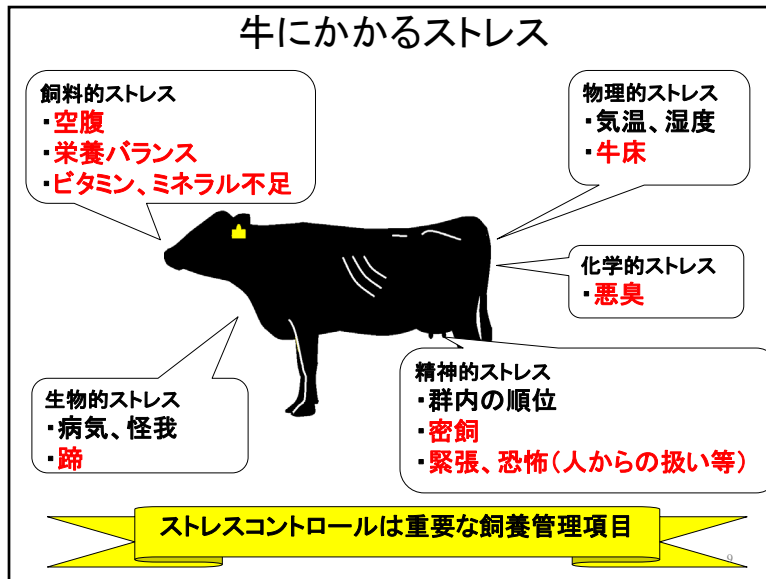 牛にかかるストレス
飼料的ストレス
・空腹
・栄養バランス
・ビタミン、ミネラル不足
物理的ストレス
・気温、湿度
・牛床
化学的ストレス
・悪臭
生物的ストレス
・病気、怪我
・蹄
精神的ストレス
・群内の順位
・密飼
・緊張、恐怖(人からの扱い等)
ストレスコントロールは重要な飼養管理項目
9